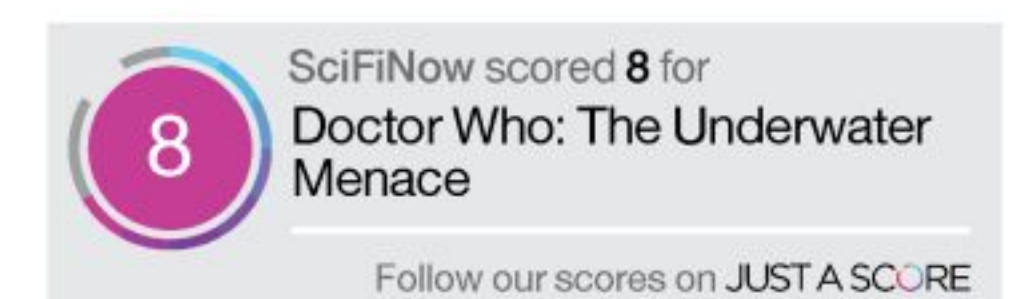 8
SciFiNow scored 8 for
Doctor Who: The Underwater
Menace
Follow our scores on JUST A SCORE